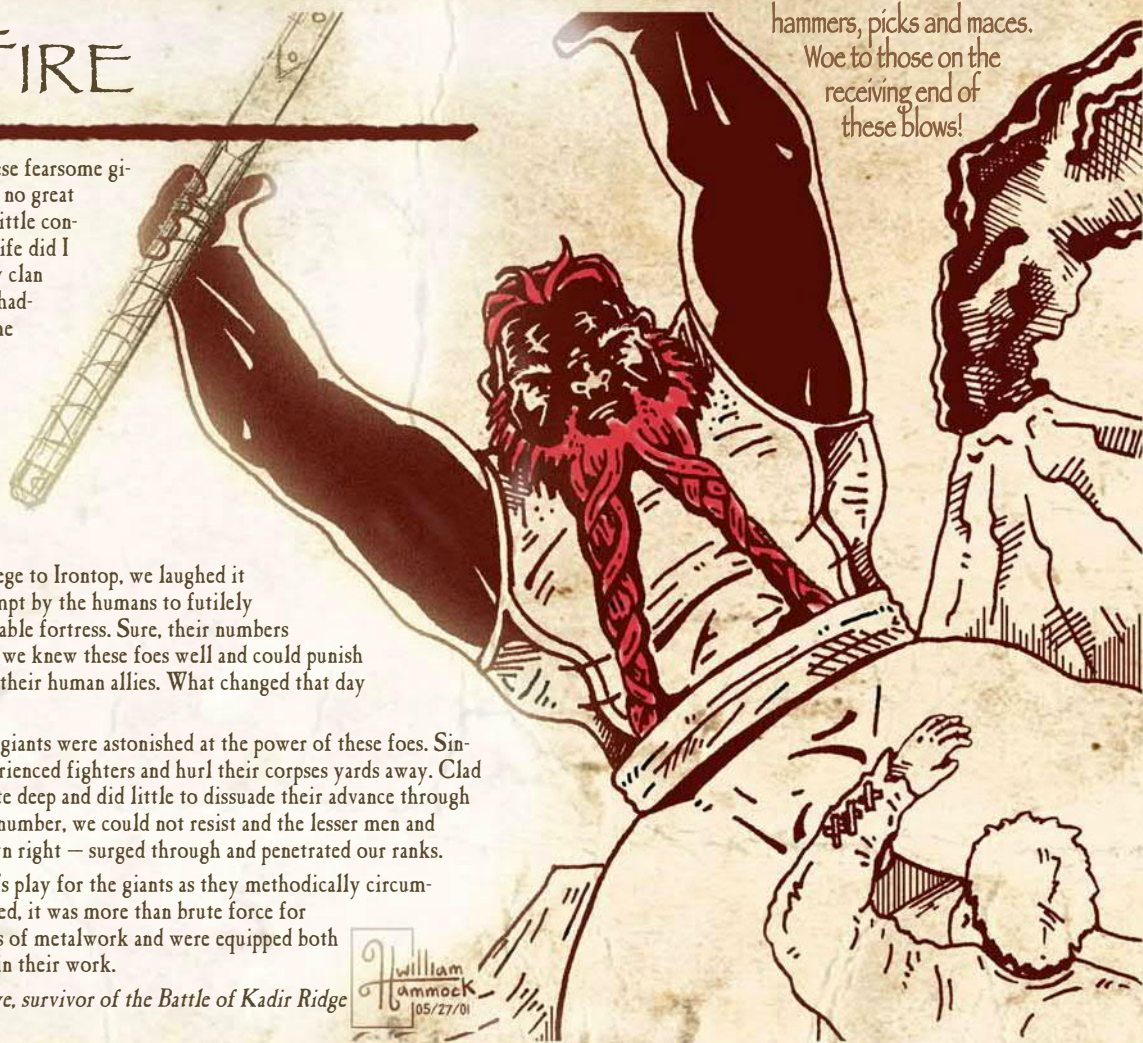 FIRE
hammers, picks and maces.
Woe to those on the
receiving end of
these blows!
ese fearsome gi-
no great
ittle con-
ife did I
clan
had-
ne
ege to Irontop, we laughed it
mpt by the humans to futilely
able fortress. Sure, their numbers
we knew these foes well and could punish
their human allies. What changed that day
giants were astonished at the power of these foes. Sin-
rienced fighters and hurl their corpses yards away. Clad
te deep and did little to dissuade their advance through
number, we could not resist and the lesser men and
n right — surged through and penetrated our ranks.
's play for the giants as they methodically circum-
ed, it was more than brute force for
s of metalwork and were equipped both
in their work.
ve, survivor of the Battle of Kadir Ridge
William
Hammock
05/27/01